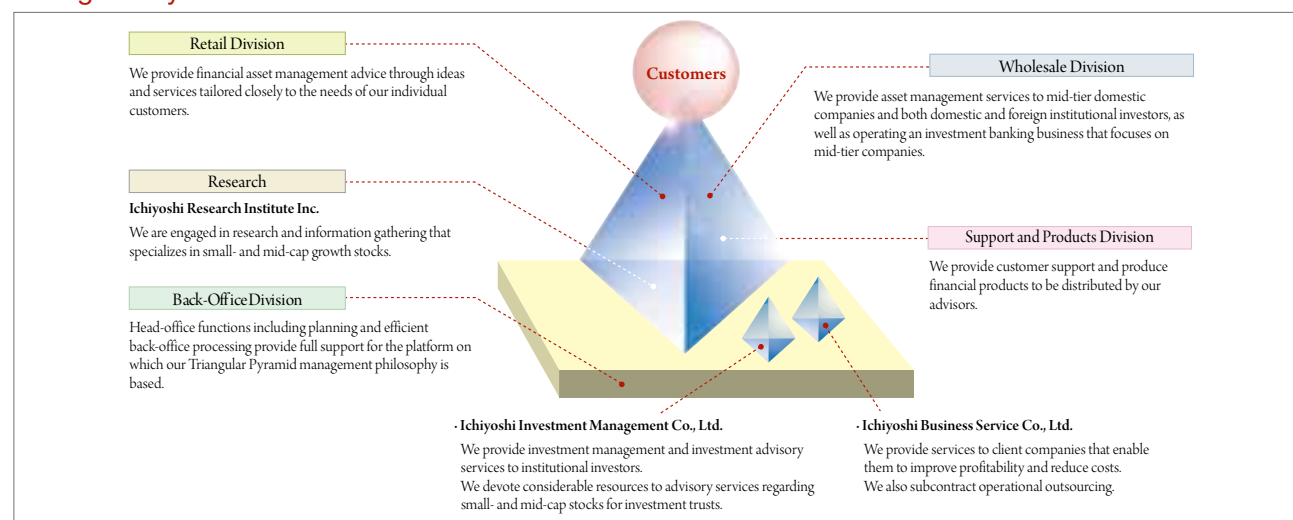 Customers
Retail Division
We provide financial asset management advice through ideas
and services tailored closely to the needs of our individual
customers.
Wholesale Division
We provide asset management services to mid-tier domestic
companies and both domestic and foreign institutional investors, as
well as operating an investment banking business that focuses on
mid-tier companies.
Research
Ichiyoshi Research Institute Inc.
We are engaged in research and information gathering that
specializes in small- and mid-cap growth stocks.
Support and Products Division
We provide customer support and produce
financial products to be distributed by our
advisors.
Back-Office Division
Head-office functions including planning and efficient
back-office processing provide full support for the platform on
which our Triangular Pyramid management philosophy is
based.
· Ichiyoshi Investment Management Co., Ltd.
We provide investment management and investment advisory
services to institutional investors.
We devote considerable resources to advisory services regarding
small- and mid-cap stocks for investment trusts.
· Ichiyoshi Business Service Co., Ltd.
We provide services to client companies that enable
them to improve profitability and reduce costs.
We also subcontract operational outsourcing.